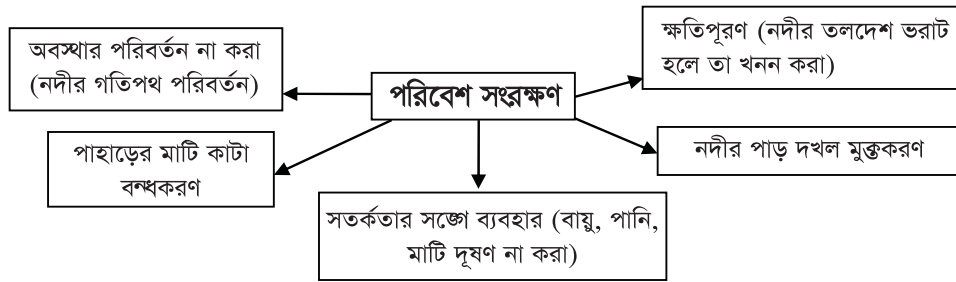 অবস্থার পরিবর্তন না করা
(নদীর গতিপথ পরিবর্তন)
ক্ষতিপূরণ (নদীর তলদেশ ভরাট
হলে তা খনন করা)
পরিবেশ সংরক্ষণ
পাহাড়ের মাটি কাটা
বন্ধকরণ
নদীর পাড় দখল মুক্তকরণ
সতর্কতার সঙ্গে ব্যবহার (বায়ু, পানি,
মাটি দূষণ না করা)